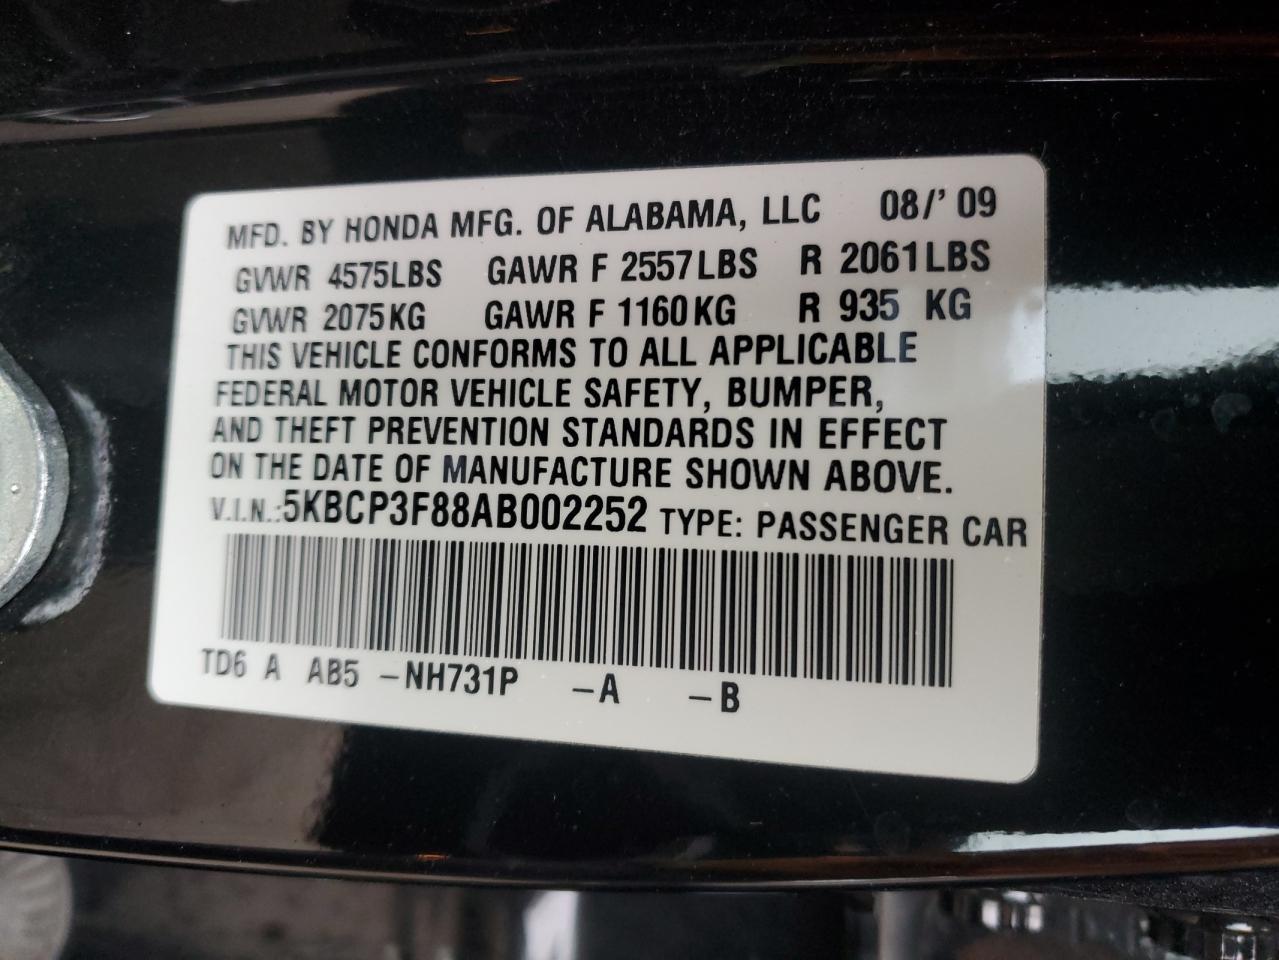 MFD. BY HONDA MFG. OF ALABAMA, LLC 08/'09
GVWR 4575LBS GAWR F 2557LBS R 2061LBS
GVWR 2075KG GAWR F 1160KG R 935 KG
THIS VEHICLE CONFORMS TO ALL APPLICABLE
FEDERAL MOTOR VEHICLE SAFETY, BUMPER,
AND THEFT PREVENTION STANDARDS IN EFFECT
ON THE DATE OF MANUFACTURE SHOWN ABOVE.
V.I.N.:5KBCP3F88AB002252 TYPE: PASSENGER CAR
TD6 A AB5 -NH731P -A -B